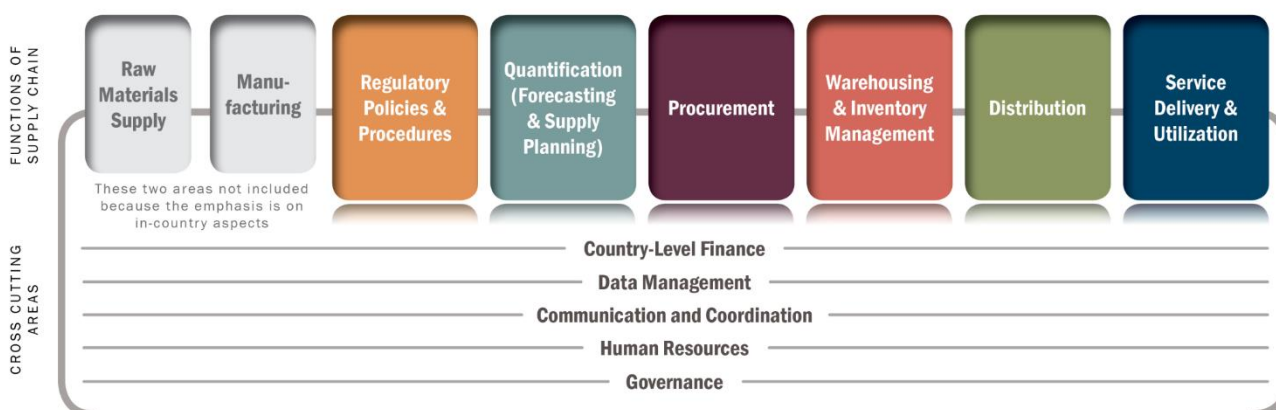 FUNCTIONS OF
SUPPLY CHAIN
Raw
Materials
Supply
Manu-
facturing
Regulatory
Policies &
Procedures
Quantification
(Forecasting
& Supply
Planning)
Procurement
Warehousing
& Inventory
Management
Distribution
Service
Delivery &
Utilization
These two areas not included
because the emphasis is on
in-country aspects
CROSS CUTTING
AREAS
Country-Level Finance
Data Management
Communication and Coordination
Human Resources
Governance